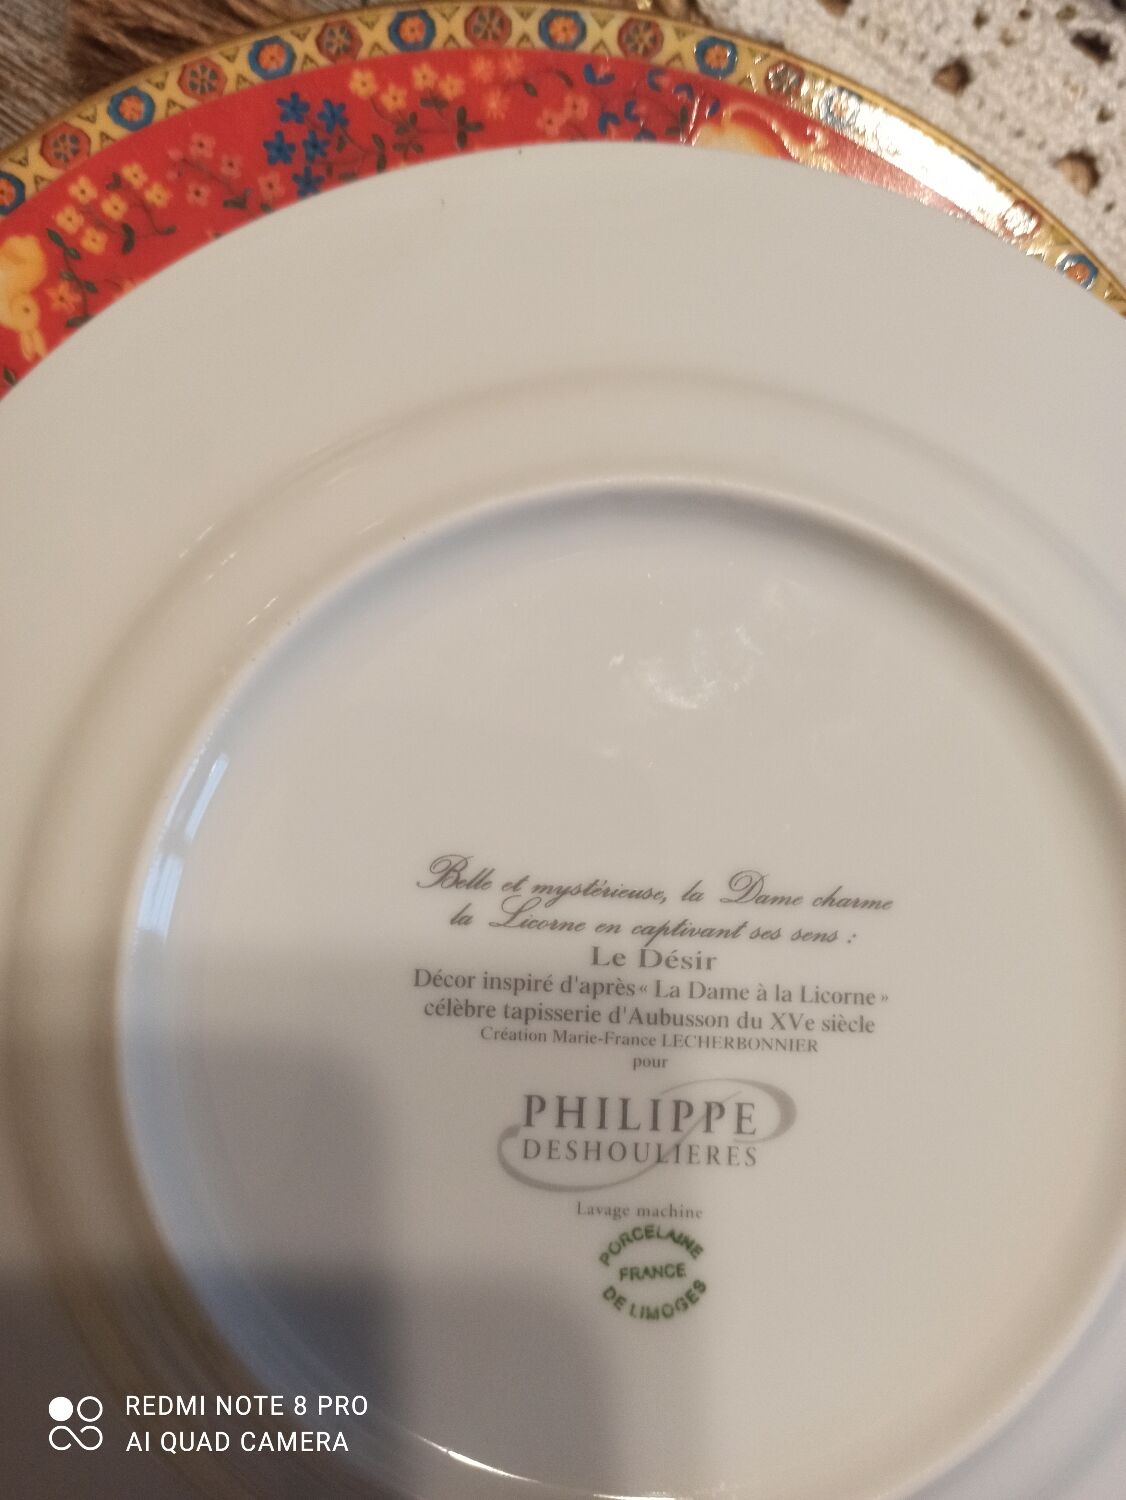 Belle et mystérieuse, la Dame charme
la Licorne en captivant ses sens :
Le Désir
Décor inspiré d'après « La Dame à la Licorne »
célèbre tapisserie d'Aubusson du XVe siècle
Création Marie-France LECHERBONNIER
pour
PHILIPPE
DESHOULIERES
Lavage machine
PORCELAINE
FRANCE
DE LIMOGES
REDMI NOTE 8 PRO
AI QUAD CAMERA